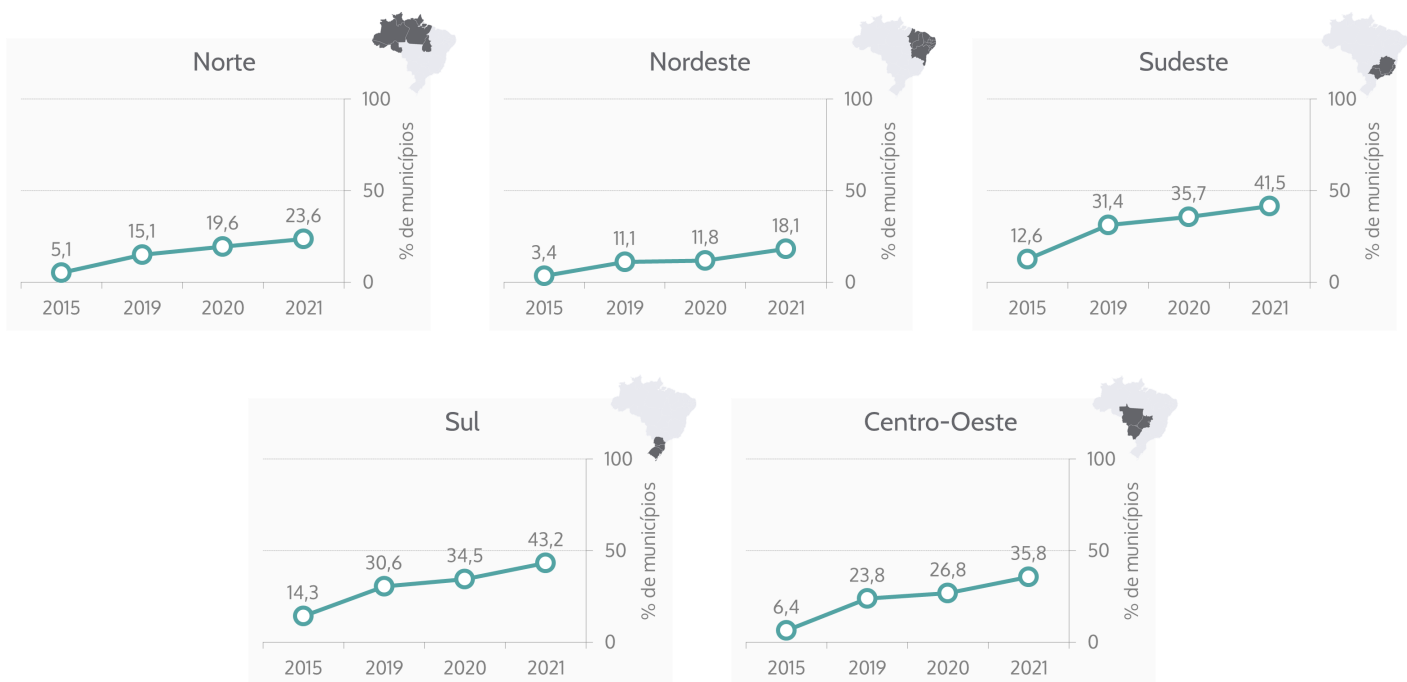 Norte
100
50
0
% de municípios
5,1
15,1
19,6
23,6
2015 2019 2020 2021
Nordeste
100
50
0
% de municípios
3,4
11,1
11,8
18,1
2015 2019 2020 2021
Sudeste
100
50
0
% de municípios
12,6
31,4
35,7
41,5
2015 2019 2020 2021
Sul
100
50
0
% de municípios
14,3
30,6
34,5
43,2
2015 2019 2020 2021
Centro-Oeste
100
50
0
% de municípios
6,4
23,8
26,8
35,8
2015 2019 2020 2021